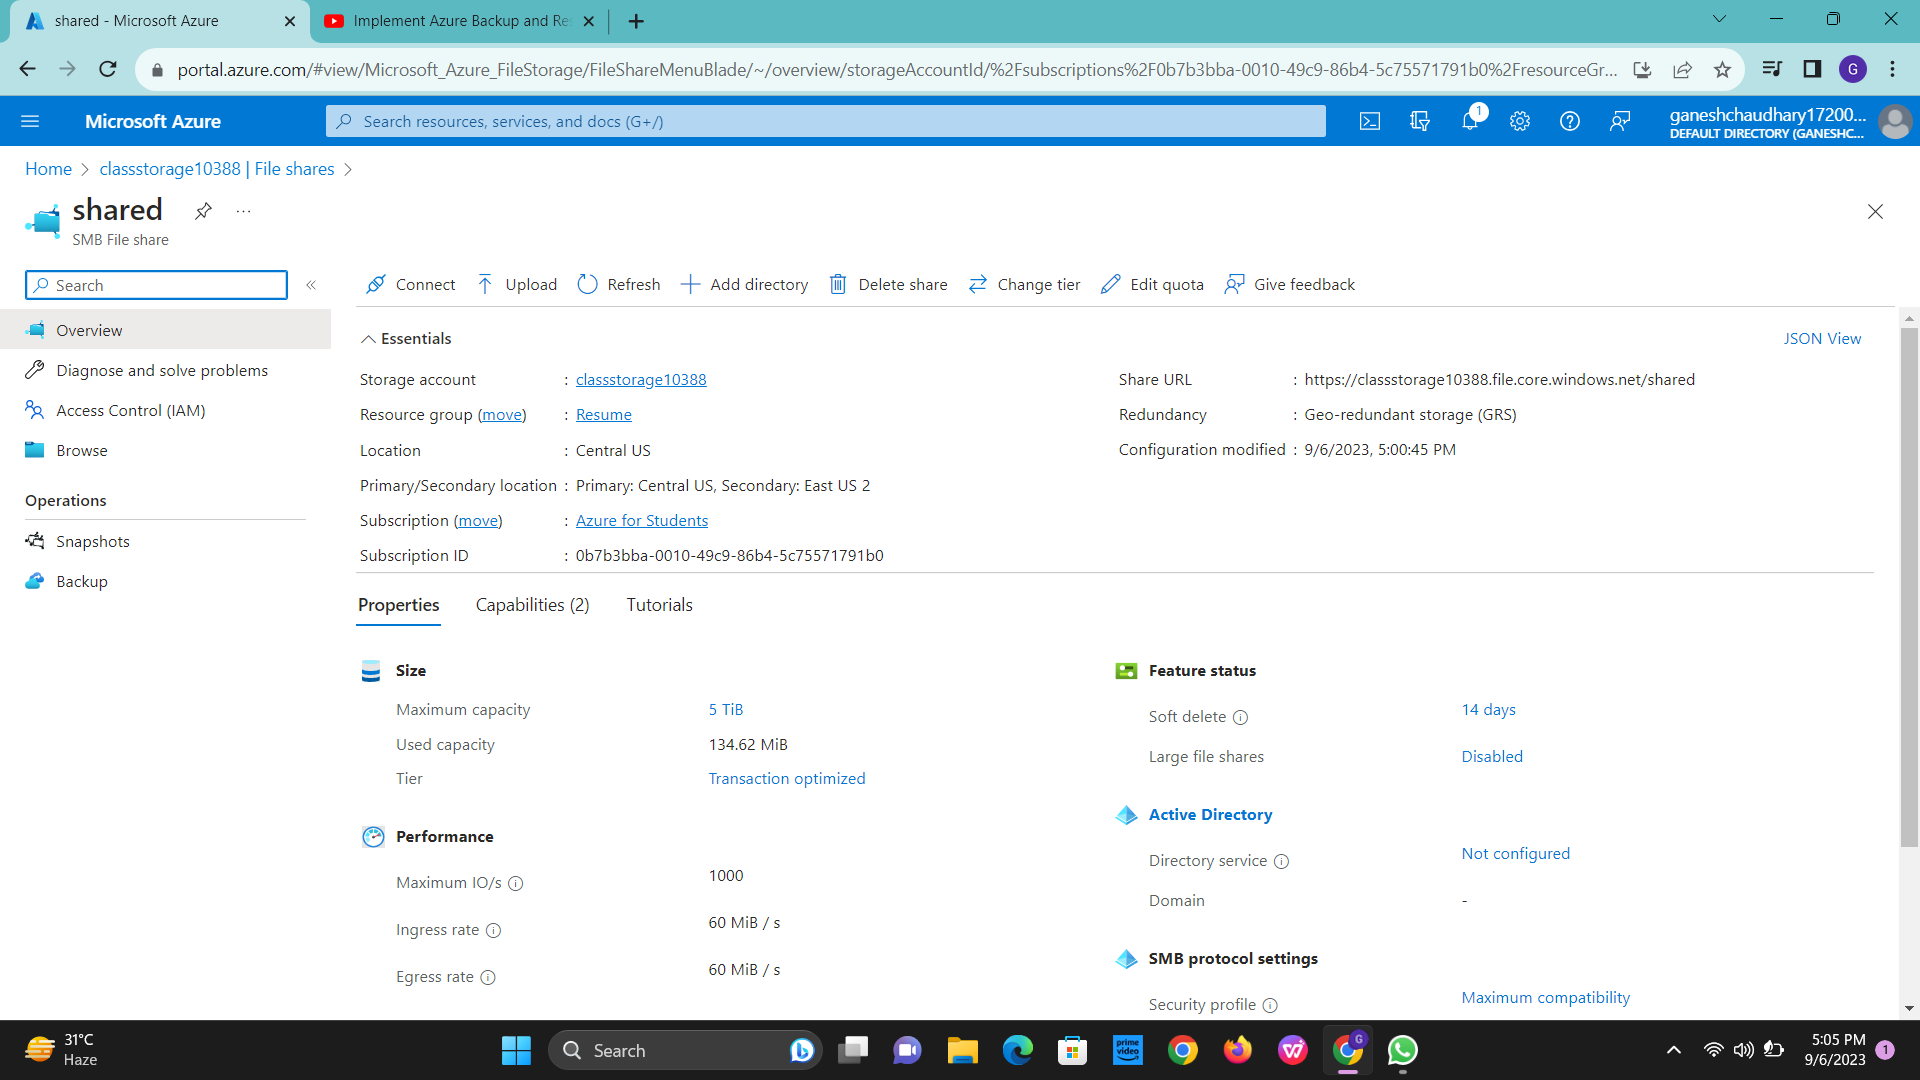 shared - Microsoft Azure
Implement Azure Backup and Re
portal.azure.com/#view/Microsoft_Azure_FileStorage/FileShareMenuBlade/~/overview/storageAccountId/%2Fsubscriptions%2F0b7b3bba-0010-49c9-86b4-5c75571791b0%2FresourceGr...
G
Microsoft Azure
Search resources, services, and docs (G+/)
1
ganeshchaudhary17200...
DEFAULT DIRECTORY (GANESHC...
Home > classstorage10388 | File shares >
shared
SMB File share
Search
Connect
Upload
Refresh
Add directory
Delete share
Change tier
Edit quota
Give feedback
Overview
Diagnose and solve problems
Access Control (IAM)
Browse
Operations
Snapshots
Backup
Essentials
JSON View
Storage account : classstorage10388
Resource group (move) : Resume
Location : Central US
Primary/Secondary location : Primary: Central US, Secondary: East US 2
Subscription (move) : Azure for Students
Subscription ID : 0b7b3bba-0010-49c9-86b4-5c75571791b0
Share URL : https://classstorage10388.file.core.windows.net/shared
Redundancy : Geo-redundant storage (GRS)
Configuration modified : 9/6/2023, 5:00:45 PM
Properties
Capabilities (2)
Tutorials
Size
Maximum capacity 5 TiB
Used capacity 134.62 MiB
Tier Transaction optimized
Performance
Maximum IO/s 1000
Ingress rate 60 MiB / s
Egress rate 60 MiB / s
Feature status
Soft delete 14 days
Large file shares Disabled
Active Directory
Directory service Not configured
Domain -
SMB protocol settings
Security profile Maximum compatibility
31°C
Haze
Search
prime video
G
5:05 PM
9/6/2023
1